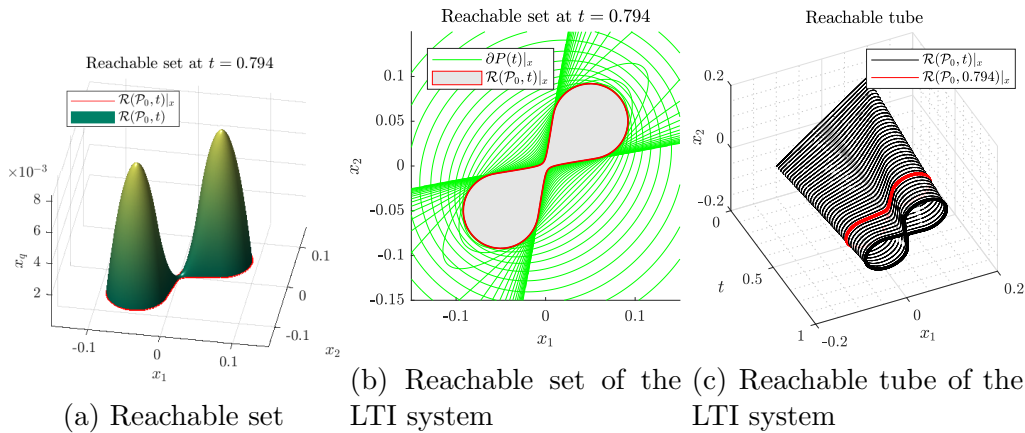 Reachable set at t = 0.794
R(P₀, t)|ₓ
R(P₀, t)
×10⁻³
8
6
4
2
x_q
-0.1
0
0.1
x₁
0.1
0
-0.1
x₂
(a) Reachable set
Reachable set at t = 0.794
∂P(t)|ₓ
R(P₀, t)|ₓ
0.1
0.05
0
-0.05
-0.1
-0.15
x₂
-0.1
0
0.1
x₁
(b) Reachable set of the
LTI system
Reachable tube
R(P₀, t)|ₓ
R(P₀, 0.794)|ₓ
0.2
0
-0.2
x₂
0
0.5
1
t
-0.2
0
0.2
x₁
(c) Reachable tube of the
LTI system